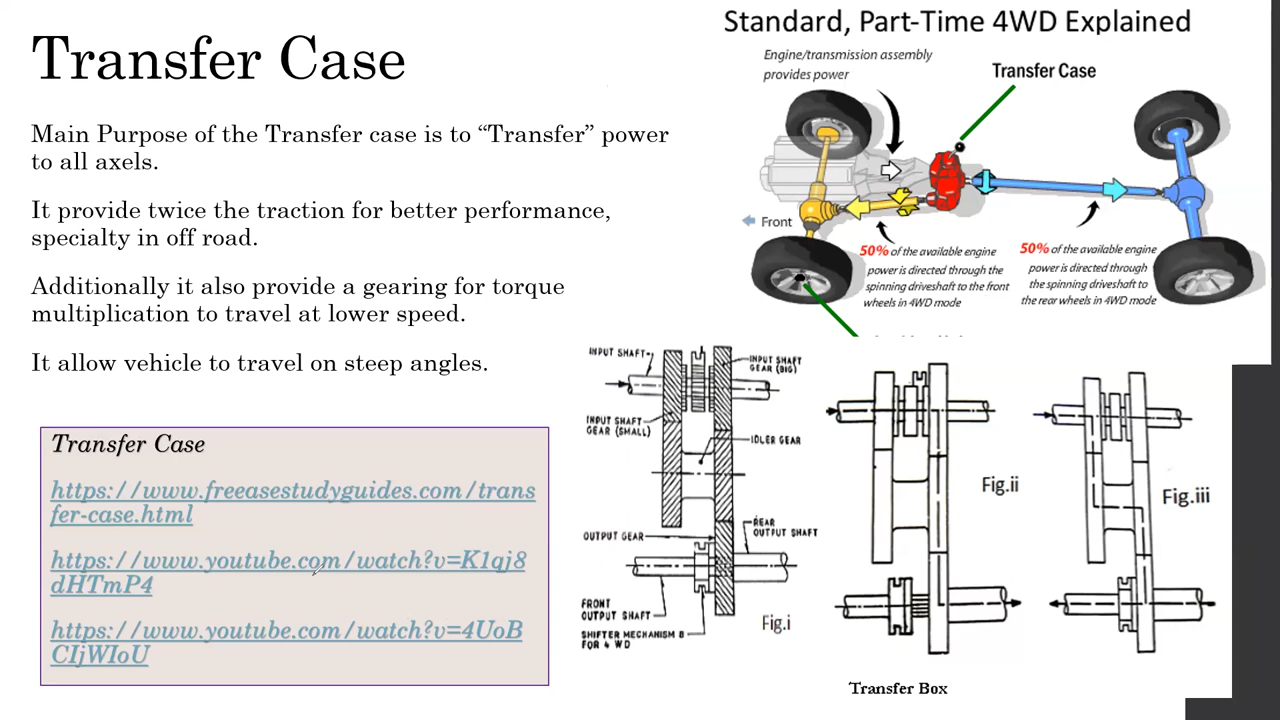 Transfer Case
Main Purpose of the Transfer case is to “Transfer” power
to all axels.
It provide twice the traction for better performance,
specialty in off road.
Additionally it also provide a gearing for torque
multiplication to travel at lower speed.
It allow vehicle to travel on steep angles.
Transfer Case
https://www.freeasestudyguides.com/trans
fer-case.html
https://www.youtube.com/watch?v=K1qj8
dHTmP4
https://www.youtube.com/watch?v=4UoB
CIjWIoU
Standard, Part-Time 4WD Explained
Engine/transmission assembly
provides power
Transfer Case
Front
50% of the available engine
power is directed through the
spinning driveshaft to the front
wheels in 4WD mode
50% of the available engine
power is directed through
the spinning driveshaft to
the rear wheels in 4WD mode
INPUT SHAFT
INPUT SHAFT
GEAR (BIG)
INPUT SHAFT
GEAR (SMALL)
IDLER GEAR
OUTPUT GEAR
REAR
OUTPUT SHAFT
FRONT
OUTPUT SHAFT
SHIFTER MECHANISM B
FOR 4 WD
Fig.i
Fig.ii
Fig.iii
Transfer Box